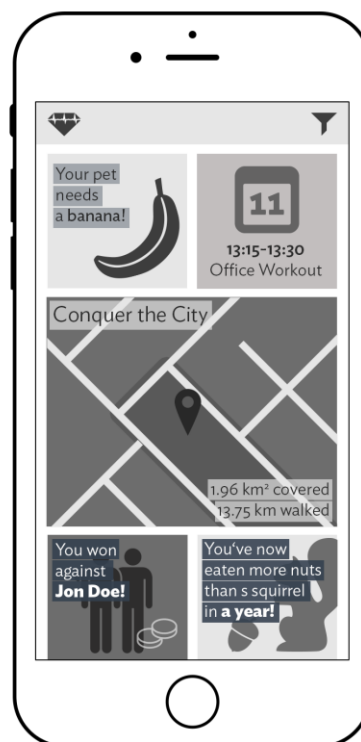 Your pet
needs
a banana!
11
13:15-13:30
Office Workout
Conquer the City
1.96 km² covered
13.75 km walked
You won
against
Jon Doe!
You've now
eaten more nuts
than s squirrel
in a year!